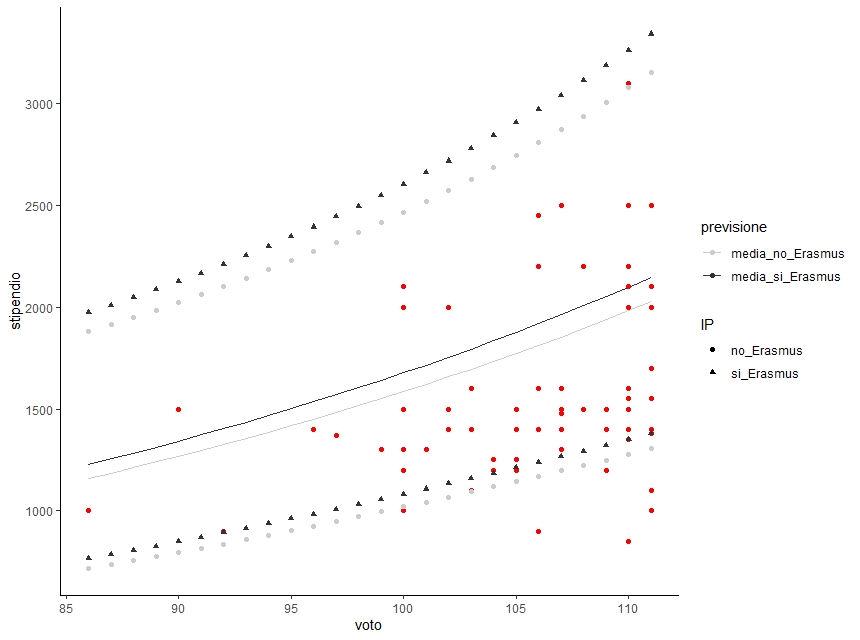 3000
2500
2000
1500
1000
stipendio
85
90
95
100
105
110
voto
previsione
media_no_Erasmus
media_si_Erasmus
IP
no_Erasmus
si_Erasmus